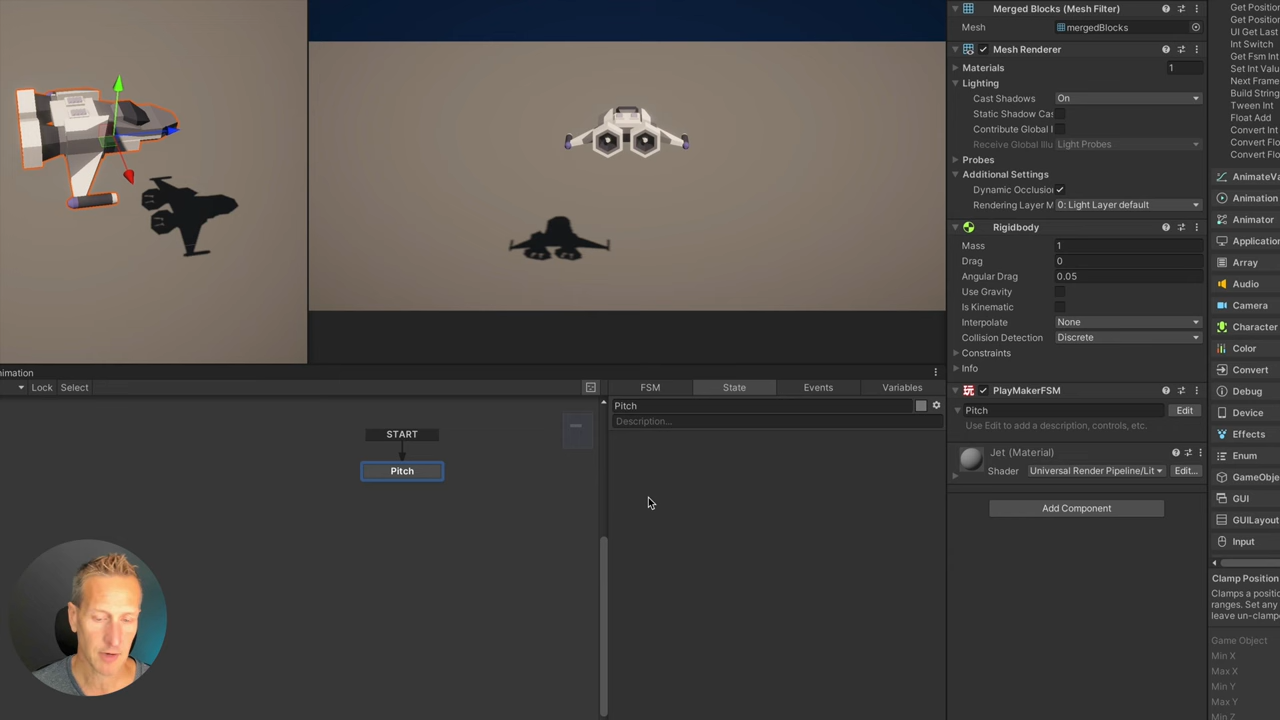 Merged Blocks (Mesh Filter)
Mesh
mergedBlocks
Mesh Renderer
Materials
1
Lighting
Cast Shadows
On
Static Shadow Cas
Contribute Global I
Receive Global Illu
Light Probes
Probes
Additional Settings
Dynamic Occlusion
Rendering Layer M
0: Light Layer default
Rigidbody
Mass
1
Drag
0
Angular Drag
0.05
Use Gravity
Is Kinematic
Interpolate
None
Collision Detection
Discrete
Constraints
Info
PlayMakerFSM
Pitch
Edit
Use Edit to add a description, controls, etc.
Jet (Material)
Shader
Universal Render Pipeline/Lit
Edit...
Add Component
Get Position
Get Position
UI Get Last
Int Switch
Get Fsm Int
Set Int Value
Next Frame
Build String
Tween Int
Float Add
Convert Int
Convert Flo
Convert Flo
AnimateVa
Animation
Animator
Applicatio
Array
Audio
Camera
Character
Color
Convert
Debug
Device
Effects
Enum
GameObje
GUI
GUILayout
Input
Clamp Position
Clamps a positio
ranges. Set any
leave un-clampe
Game Object
Min X
Max X
Min Y
Max Y
Min Z
nimation
Lock
Select
FSM
State
Events
Variables
Pitch
Description...
START
Pitch